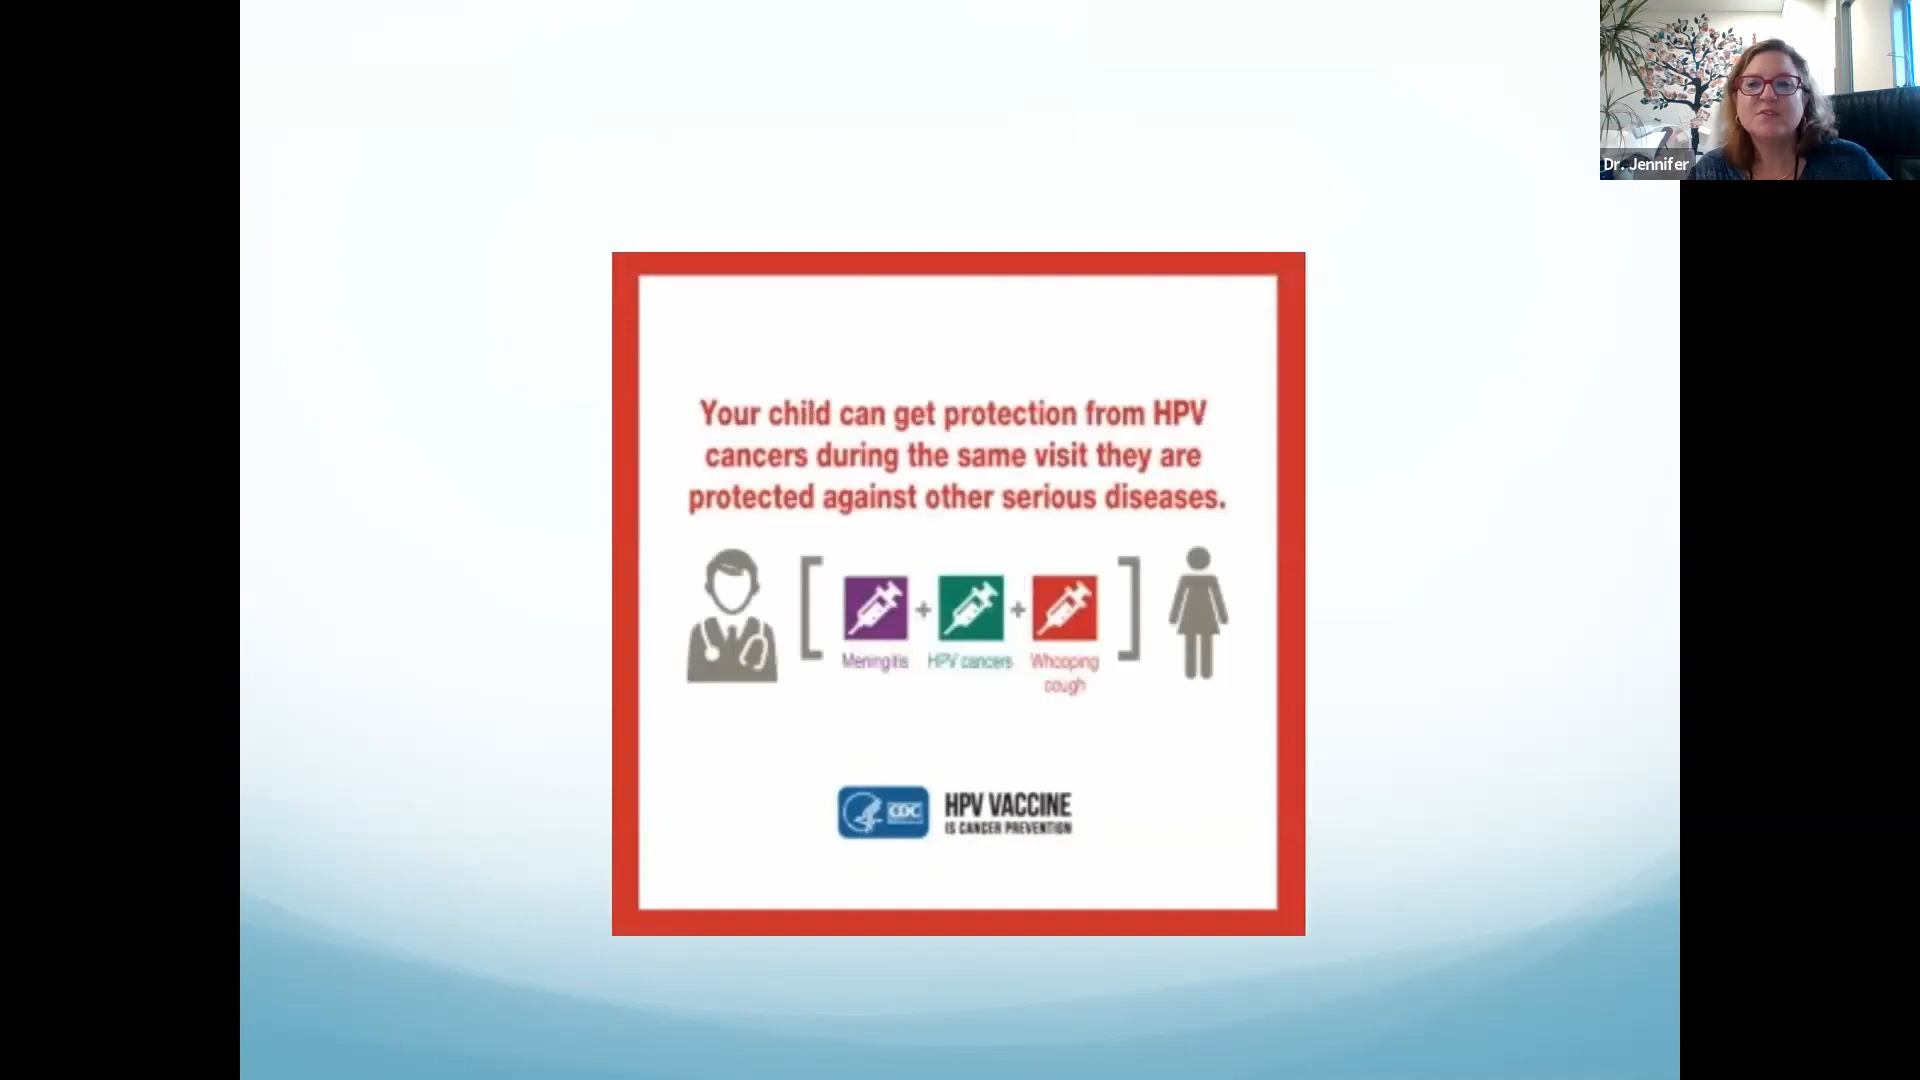 Dr. Jennifer
Your child can get protection from HPV
cancers during the same visit they are
protected against other serious diseases.
Meningitis
HPV cancers
Whooping
cough
CDC
HPV VACCINE
IS CANCER PREVENTION